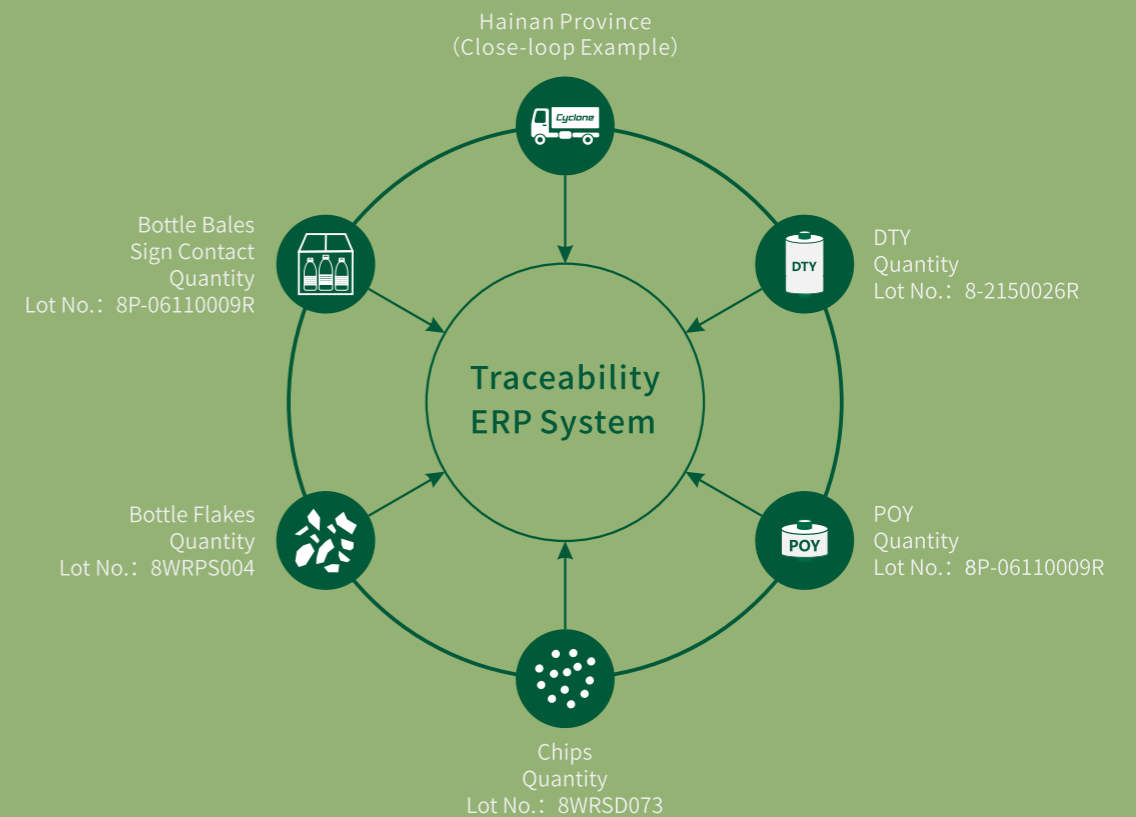 Hainan Province
（Close-loop Example）
Cyclone
Bottle Bales
Sign Contact
Quantity
Lot No.：8P-06110009R
DTY
DTY
Quantity
Lot No.：8-2150026R
Traceability
ERP System
Bottle Flakes
Quantity
Lot No.：8WRPS004
POY
POY
Quantity
Lot No.：8P-06110009R
Chips
Quantity
Lot No.：8WRSD073